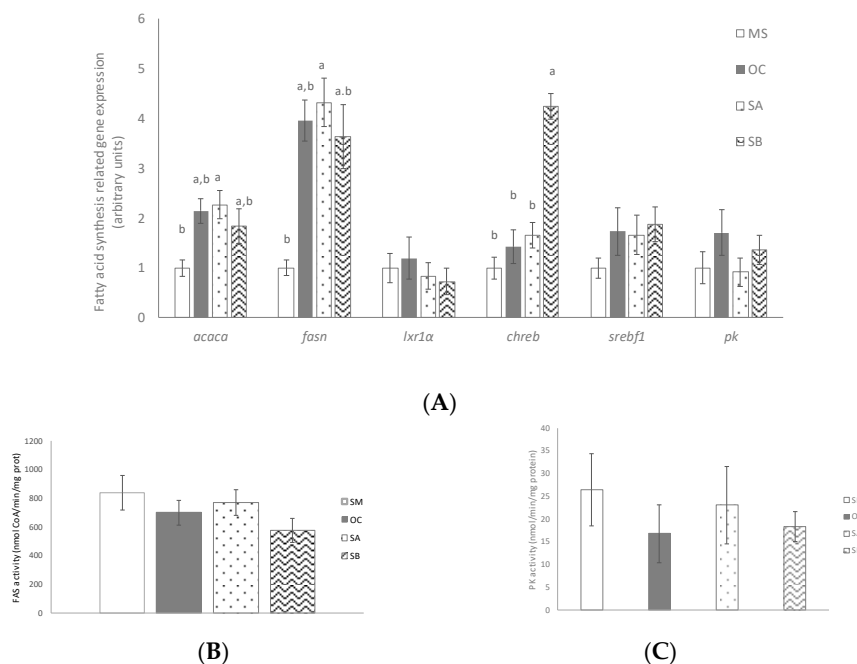 Fatty acid synthesis related gene expression
(arbitrary units)
6
5
4
3
2
1
0
b
a,b
a
a,b
b
a,b
a
a.b
b
b
b
a
MS
OC
SA
SB
acaca
fasn
lxr1α
chreb
srebf1
pk
(A)
FAS activity (nmol CoA/min/mg prot)
1200
1000
800
600
400
200
0
SM
OC
SA
SB
(B)
PK activity (nmol/min/mg protein)
40
35
30
25
20
15
10
5
0
(C)